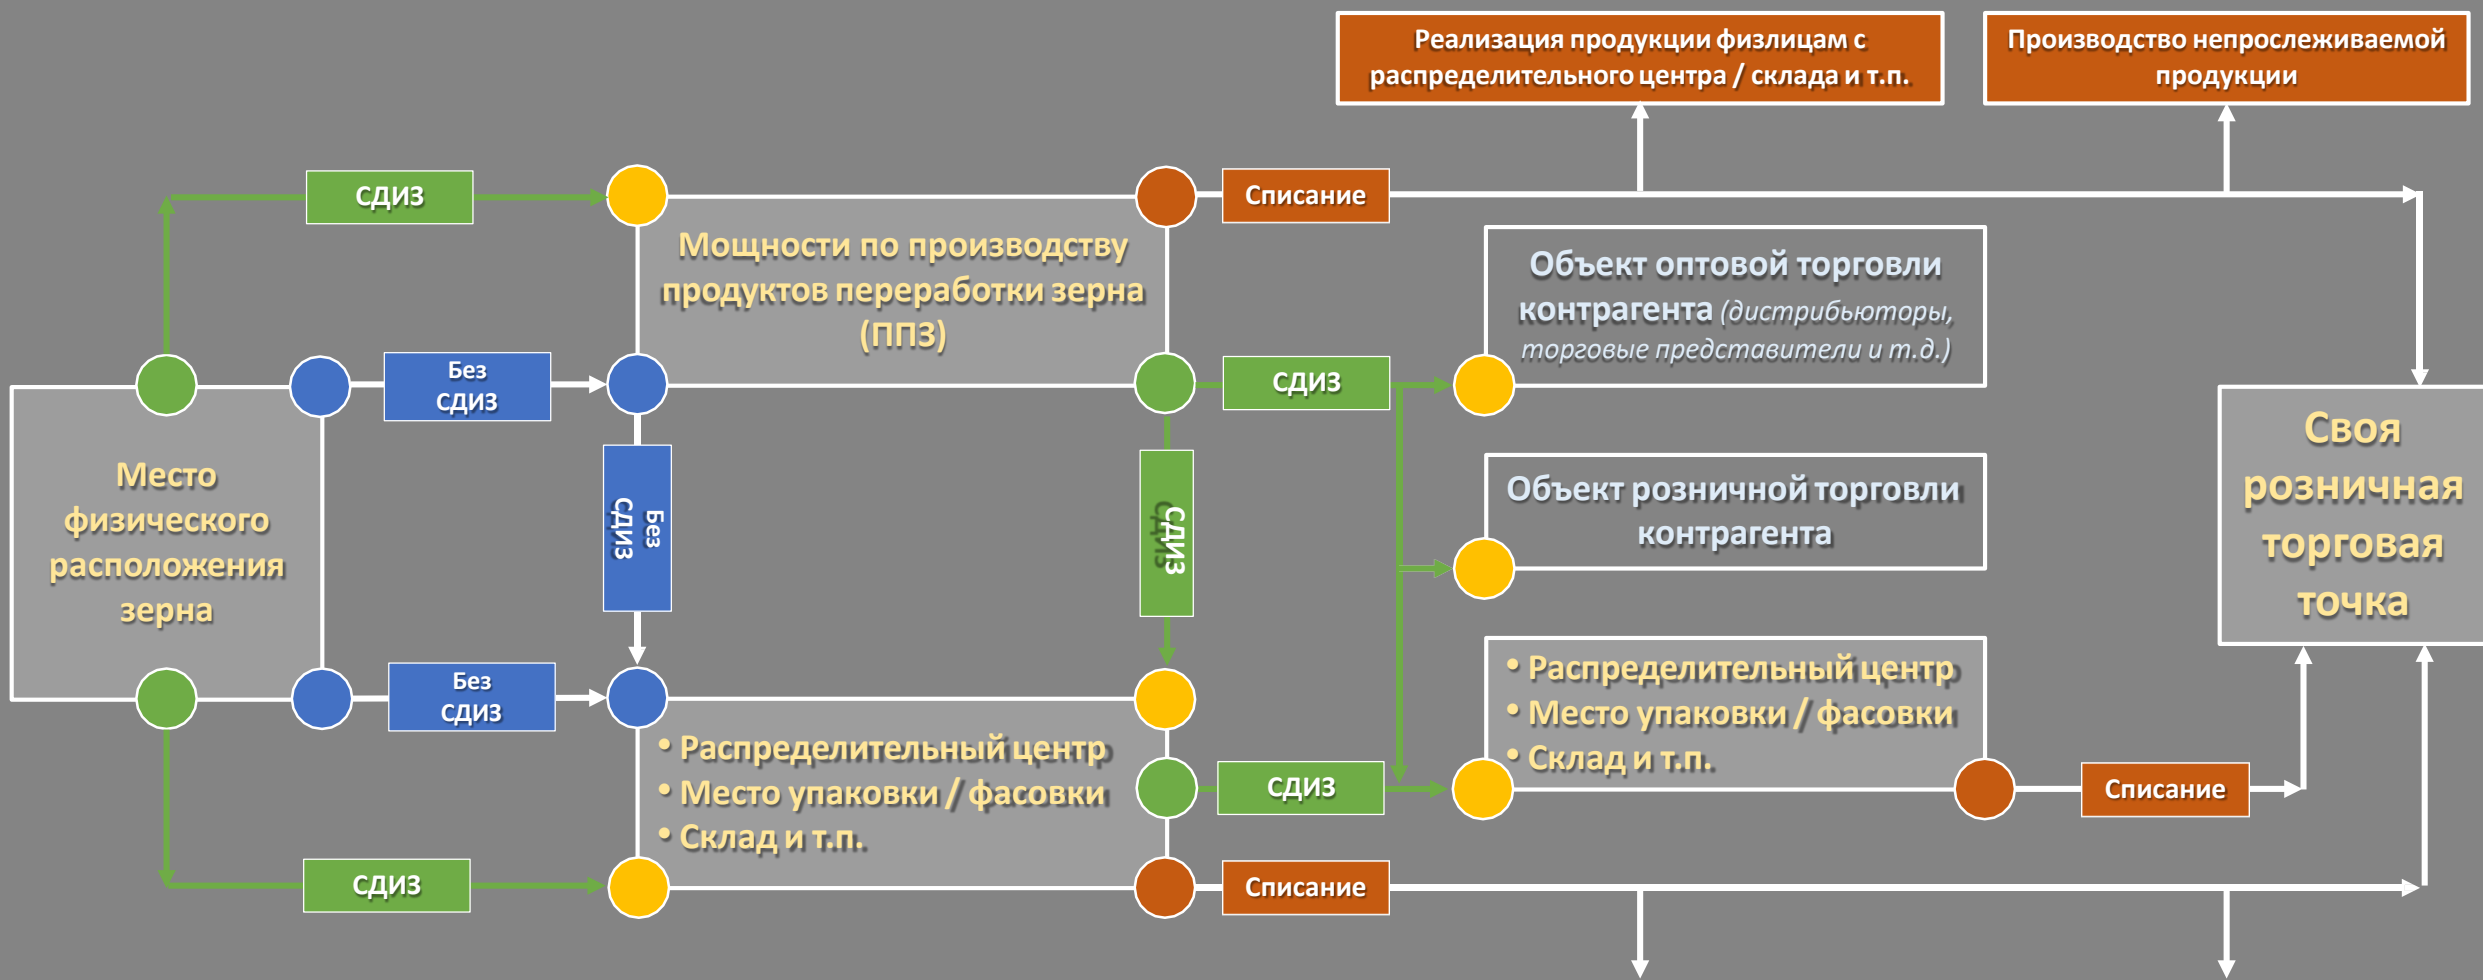 Реализация продукции физлицам с
распределительного центра / склада и т.п.
Производство непрослеживаемой
продукции
СДИЗ
Списание
Мощности по производству
продуктов переработки зерна
(ППЗ)
Объект оптовой торговли
контрагента (дистрибьюторы,
торговые представители и т.д.)
Без
СДИЗ
СДИЗ
Место
физического
расположения
зерна
Без
СДИЗ
СДИЗ
Объект розничной торговли
контрагента
Своя
розничная
торговая
точка
Без
СДИЗ
• Распределительный центр
• Место упаковки / фасовки
• Склад и т.п.
СДИЗ
• Распределительный центр
• Место упаковки / фасовки
• Склад и т.п.
Списание
СДИЗ
Списание